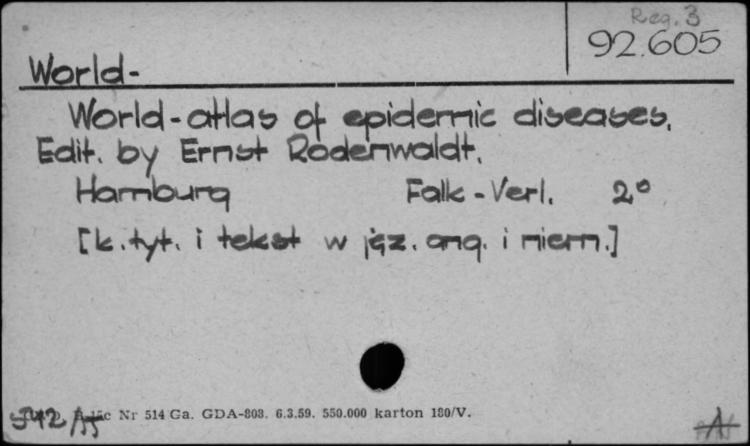 Reg. 3
92.605
World-
World-atlas of epidemic diseases.
Edit. by Ernst Rodenwaldt.
Hamburg Falk-Verl. 2°
[k.tyt. i tekst w jęz. ang. i niem.]
Nr 514 Ga. GDA-803. 6.3.59. 550.000 karton 180/V.